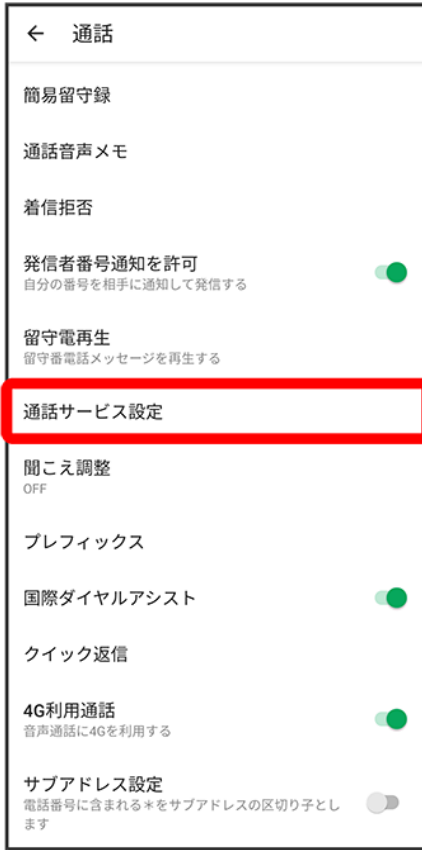 ← 通話
簡易留守録
通話音声メモ
着信拒否
発信者番号通知を許可
自分の番号を相手に通知して発信する
留守電再生
留守番電話メッセージを再生する
通話サービス設定
聞こえ調整
OFF
プレフィックス
国際ダイヤルアシスト
クイック返信
4G利用通話
音声通話に4Gを利用する
サブアドレス設定
電話番号に含まれる＊をサブアドレスの区切り子とし
ます